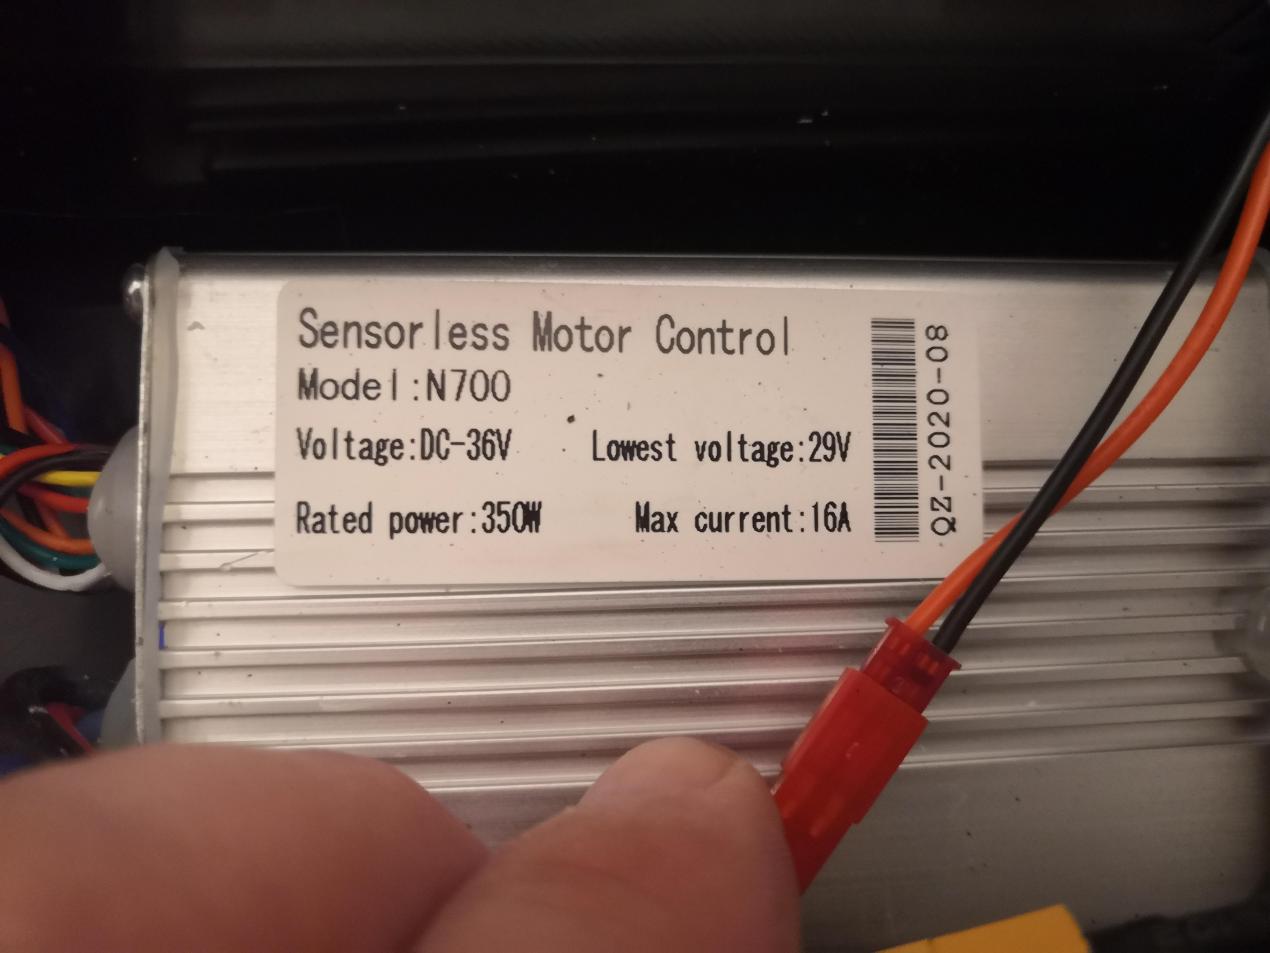 Sensorless Motor Control
Model:N700
Voltage:DC-36V Lowest voltage:29V
Rated power:350W Max current:16A
QZ-2020-08